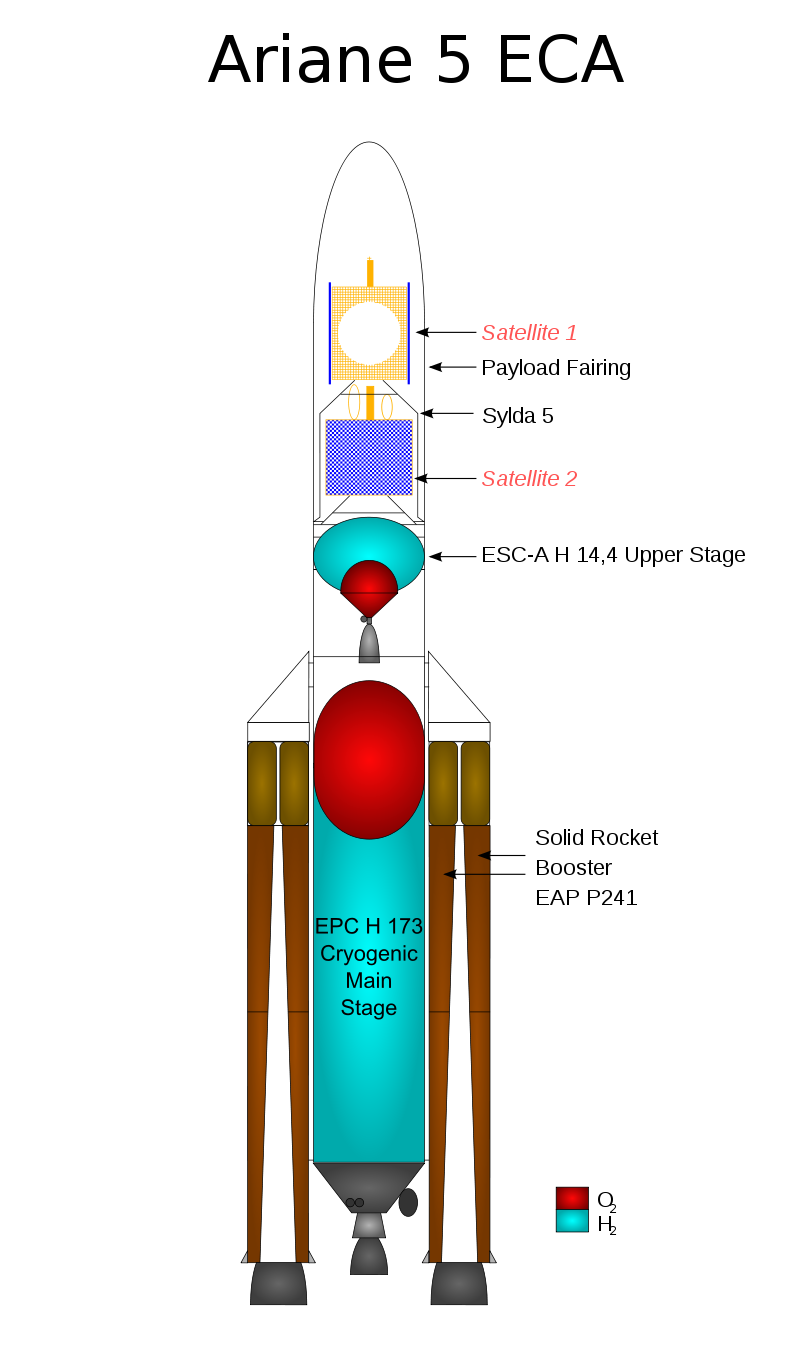 Ariane 5 ECA
Satellite 1
Payload Fairing
Sylda 5
Satellite 2
ESC-A H 14,4 Upper Stage
Solid Rocket
Booster
EAP P241
EPC H 173
Cryogenic
Main
Stage
O2
H2